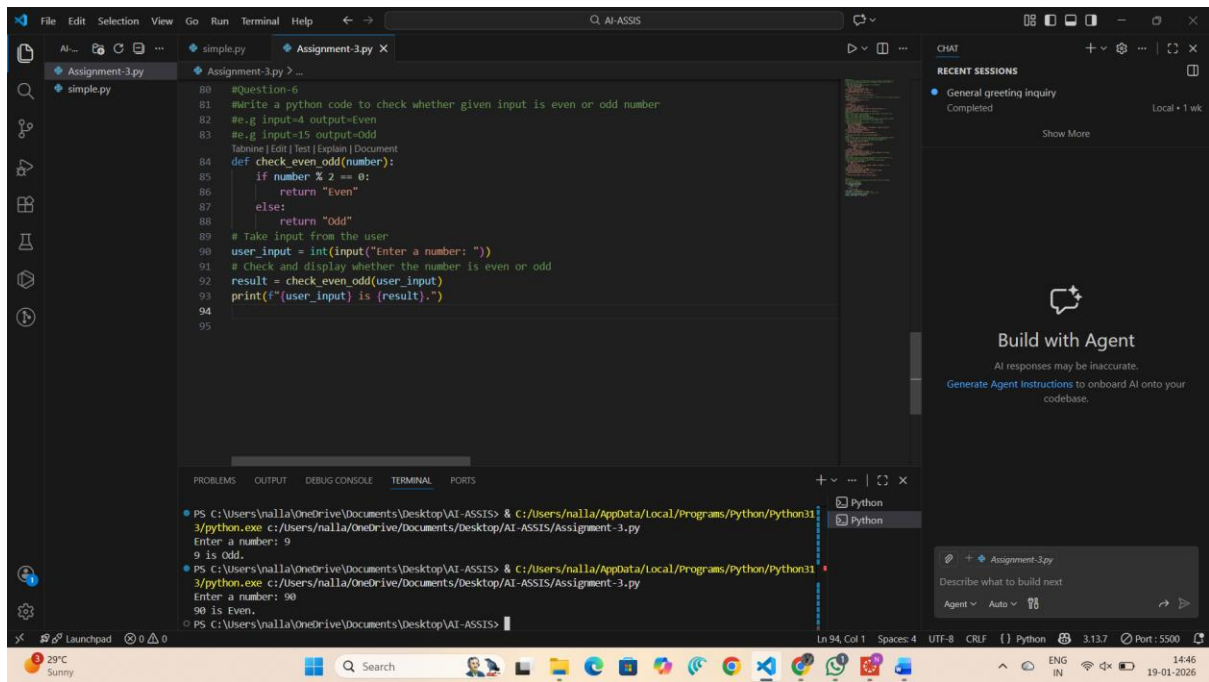 File Edit Selection View Go Run Terminal Help
AI-ASSIS
AI-...
simple.py
Assignment-3.py
Assignment-3.py
simple.py
Assignment-3.py > ...
80 #Question-6
81 #Write a python code to check whether given input is even or odd number
82 #e.g input=4 output=Even
83 #e.g input=15 output=Odd
Tabnine | Edit | Test | Explain | Document
84 def check_even_odd(number):
85     if number % 2 == 0:
86         return "Even"
87     else:
88         return "Odd"
89 # Take input from the user
90 user_input = int(input("Enter a number: "))
91 # Check and display whether the number is even or odd
92 result = check_even_odd(user_input)
93 print(f"{user_input} is {result}.")
94
95
PROBLEMS OUTPUT DEBUG CONSOLE TERMINAL PORTS
PS C:\Users\nalla\OneDrive\Documents\Desktop\AI-ASSIS> & C:/Users/nalla/AppData/Local/Programs/Python/Python31
3/python.exe c:/Users/nalla/OneDrive/Documents/Desktop/AI-ASSIS/Assignment-3.py
Enter a number: 9
9 is Odd.
PS C:\Users\nalla\OneDrive\Documents\Desktop\AI-ASSIS> & C:/Users/nalla/AppData/Local/Programs/Python/Python31
3/python.exe c:/Users/nalla/OneDrive/Documents/Desktop/AI-ASSIS/Assignment-3.py
Enter a number: 90
90 is Even.
PS C:\Users\nalla\OneDrive\Documents\Desktop\AI-ASSIS>
Python
Python
CHAT
RECENT SESSIONS
General greeting inquiry
Completed Local • 1 wk
Show More
Build with Agent
AI responses may be inaccurate.
Generate Agent Instructions to onboard AI onto your
codebase.
Assignment-3.py
Describe what to build next
Agent Auto
Launchpad 0 0 Ln 94, Col 1 Spaces: 4 UTF-8 CRLF {} Python 3.13.7 Port : 5500
3
29°C
Sunny
Search
ENG
IN
14:46
19-01-2026